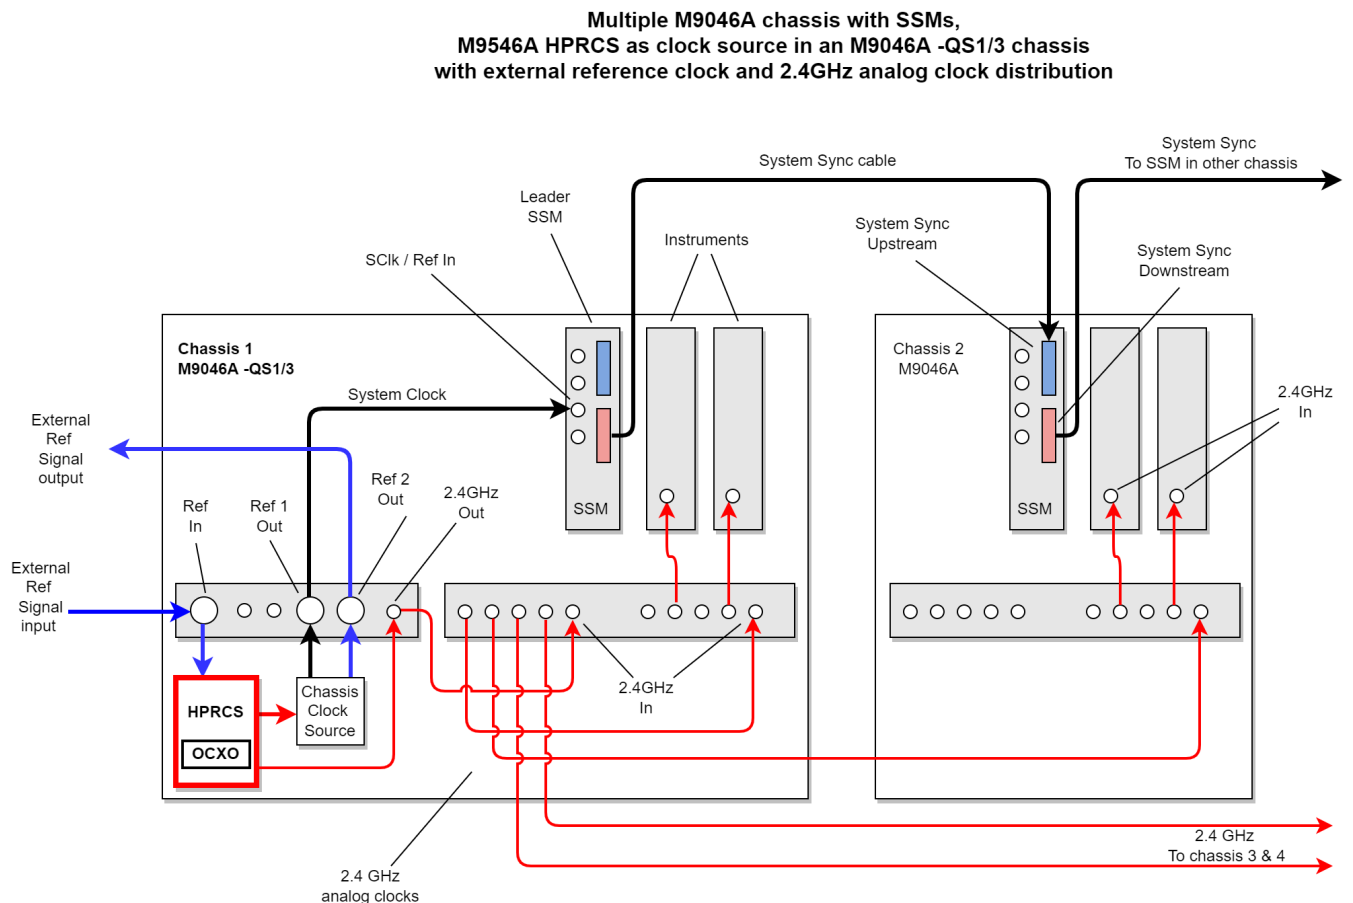 Multiple M9046A chassis with SSMs,
M9546A HPRCS as clock source in an M9046A -QS1/3 chassis
with external reference clock and 2.4GHz analog clock distribution
System Sync cable
System Sync
To SSM in other chassis
Leader
SSM
System Sync
Upstream
Instruments
System Sync
Downstream
SClk / Ref In
Chassis 1
M9046A -QS1/3
Chassis 2
M9046A
System Clock
2.4GHz
In
External
Ref
Signal
output
Ref
In
Ref 1
Out
Ref 2
Out
2.4GHz
Out
SSM
SSM
External
Ref
Signal
input
HPRCS
OCXO
Chassis
Clock
Source
2.4GHz
In
2.4 GHz
To chassis 3 & 4
2.4 GHz
analog clocks